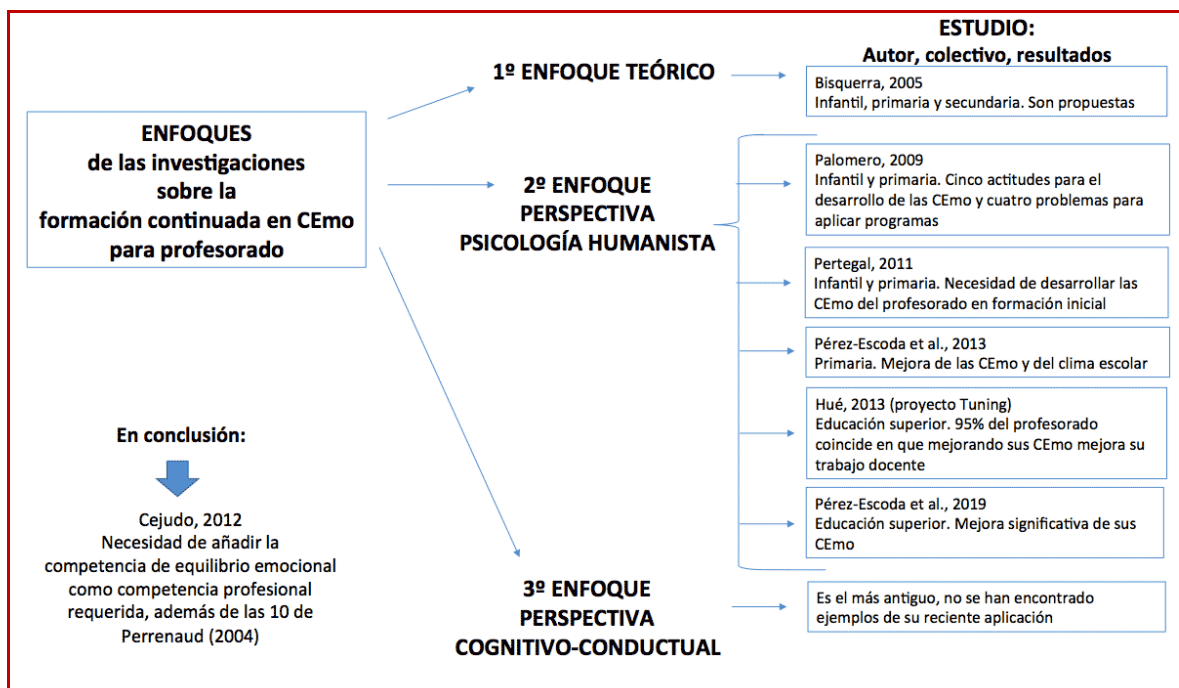 ENFOQUES
de las investigaciones
sobre la
formación continuada en CEmo
para profesorado
1º ENFOQUE TEÓRICO
2º ENFOQUE
PERSPECTIVA
PSICOLOGÍA HUMANISTA
3º ENFOQUE
PERSPECTIVA
COGNITIVO-CONDUCTUAL
ESTUDIO:
Autor, colectivo, resultados
Bisquerra, 2005
Infantil, primaria y secundaria. Son propuestas
Palomero, 2009
Infantil y primaria. Cinco actitudes para el
desarrollo de las CEmo y cuatro problemas para
aplicar programas
Pertegal, 2011
Infantil y primaria. Necesidad de desarrollar las
CEmo del profesorado en formación inicial
Pérez-Escoda et al., 2013
Primaria. Mejora de las CEmo y del clima escolar
Hué, 2013 (proyecto Tuning)
Educación superior. 95% del profesorado
coincide en que mejorando sus CEmo mejora su
trabajo docente
Pérez-Escoda et al., 2019
Educación superior. Mejora significativa de sus
CEmo
Es el más antiguo, no se han encontrado
ejemplos de su reciente aplicación
En conclusión:
Cejudo, 2012
Necesidad de añadir la
competencia de equilibrio emocional
como competencia profesional
requerida, además de las 10 de
Perrenaud (2004)